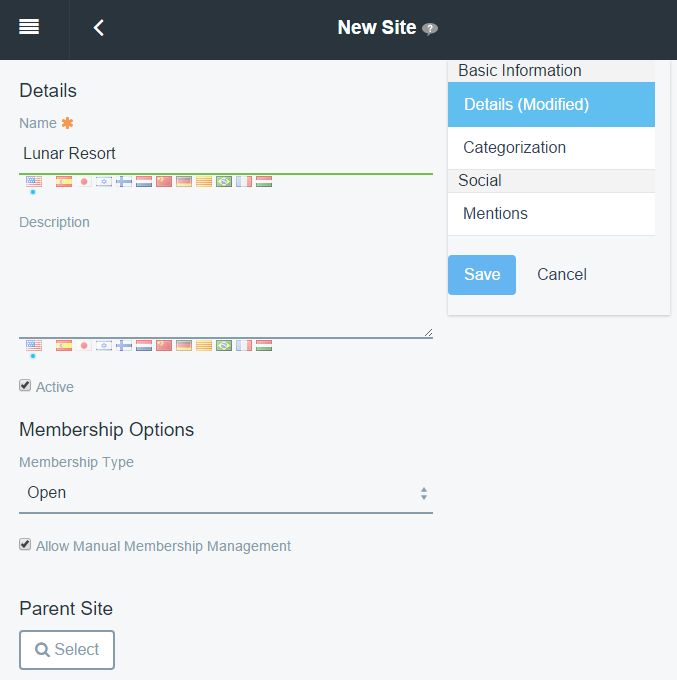 New Site ?
Details
Name ✱
Lunar Resort
Description
Active
Membership Options
Membership Type
Open
Allow Manual Membership Management
Parent Site
Select
Basic Information
Details (Modified)
Categorization
Social
Mentions
Save Cancel